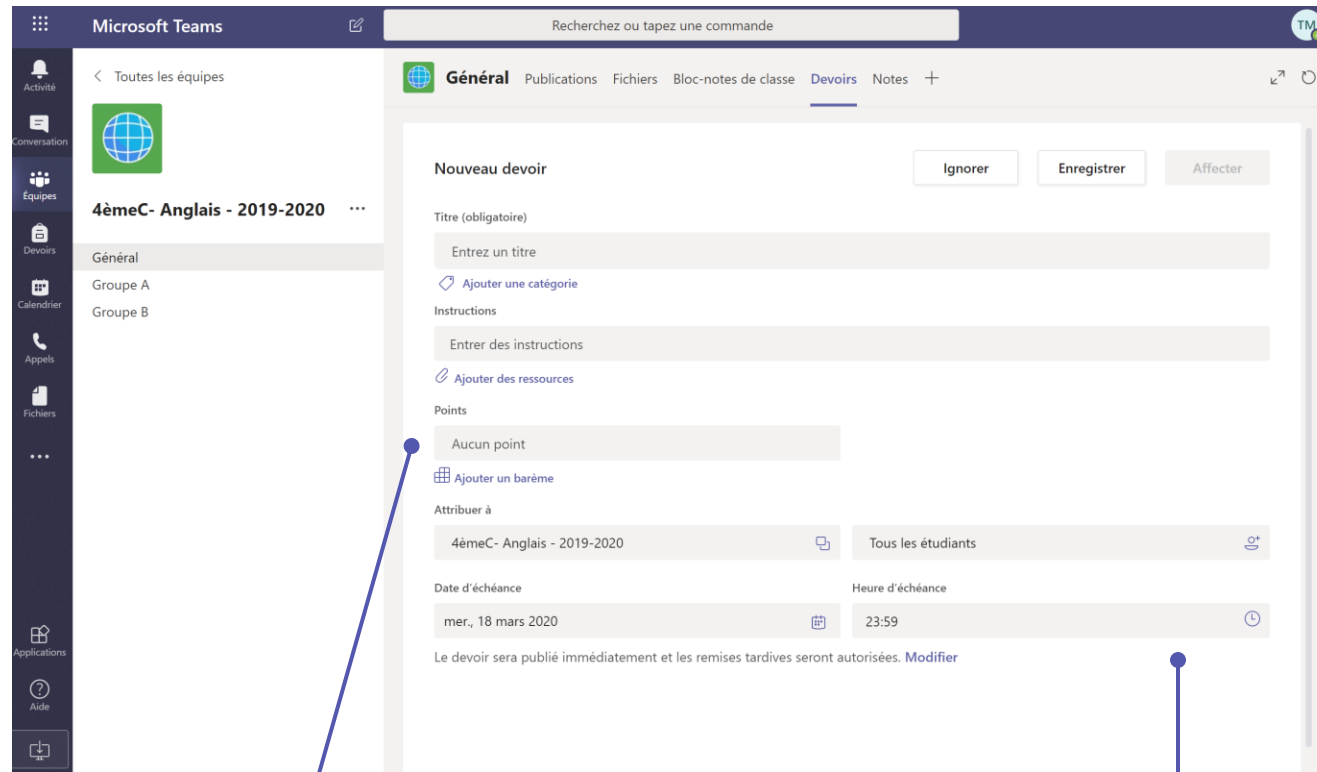 Microsoft Teams
Recherchez ou tapez une commande
TM
Activité
Conversation
Équipes
Devoirs
Calendrier
Appels
Fichiers
Applications
Aide
Toutes les équipes
4èmeC- Anglais - 2019-2020
Général
Groupe A
Groupe B
Général Publications Fichiers Bloc-notes de classe Devoirs Notes
Nouveau devoir
Ignorer Enregistrer Affecter
Titre (obligatoire)
Entrez un titre
Ajouter une catégorie
Instructions
Entrer des instructions
Ajouter des ressources
Points
Aucun point
Ajouter un barème
Attribuer à
4èmeC- Anglais - 2019-2020 Tous les étudiants
Date d'échéance Heure d'échéance
mer., 18 mars 2020 23:59
Le devoir sera publié immédiatement et les remises tardives seront autorisées. Modifier